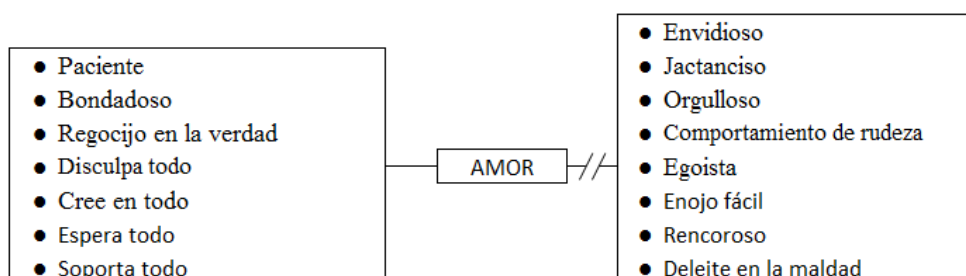 ● Paciente
● Bondadoso
● Regocijo en la verdad
● Disculpa todo
● Cree en todo
● Espera todo
● Soporta todo
AMOR
● Envidioso
● Jactanciso
● Orgulloso
● Comportamiento de rudeza
● Egoista
● Enojo fácil
● Rencoroso
● Deleite en la maldad